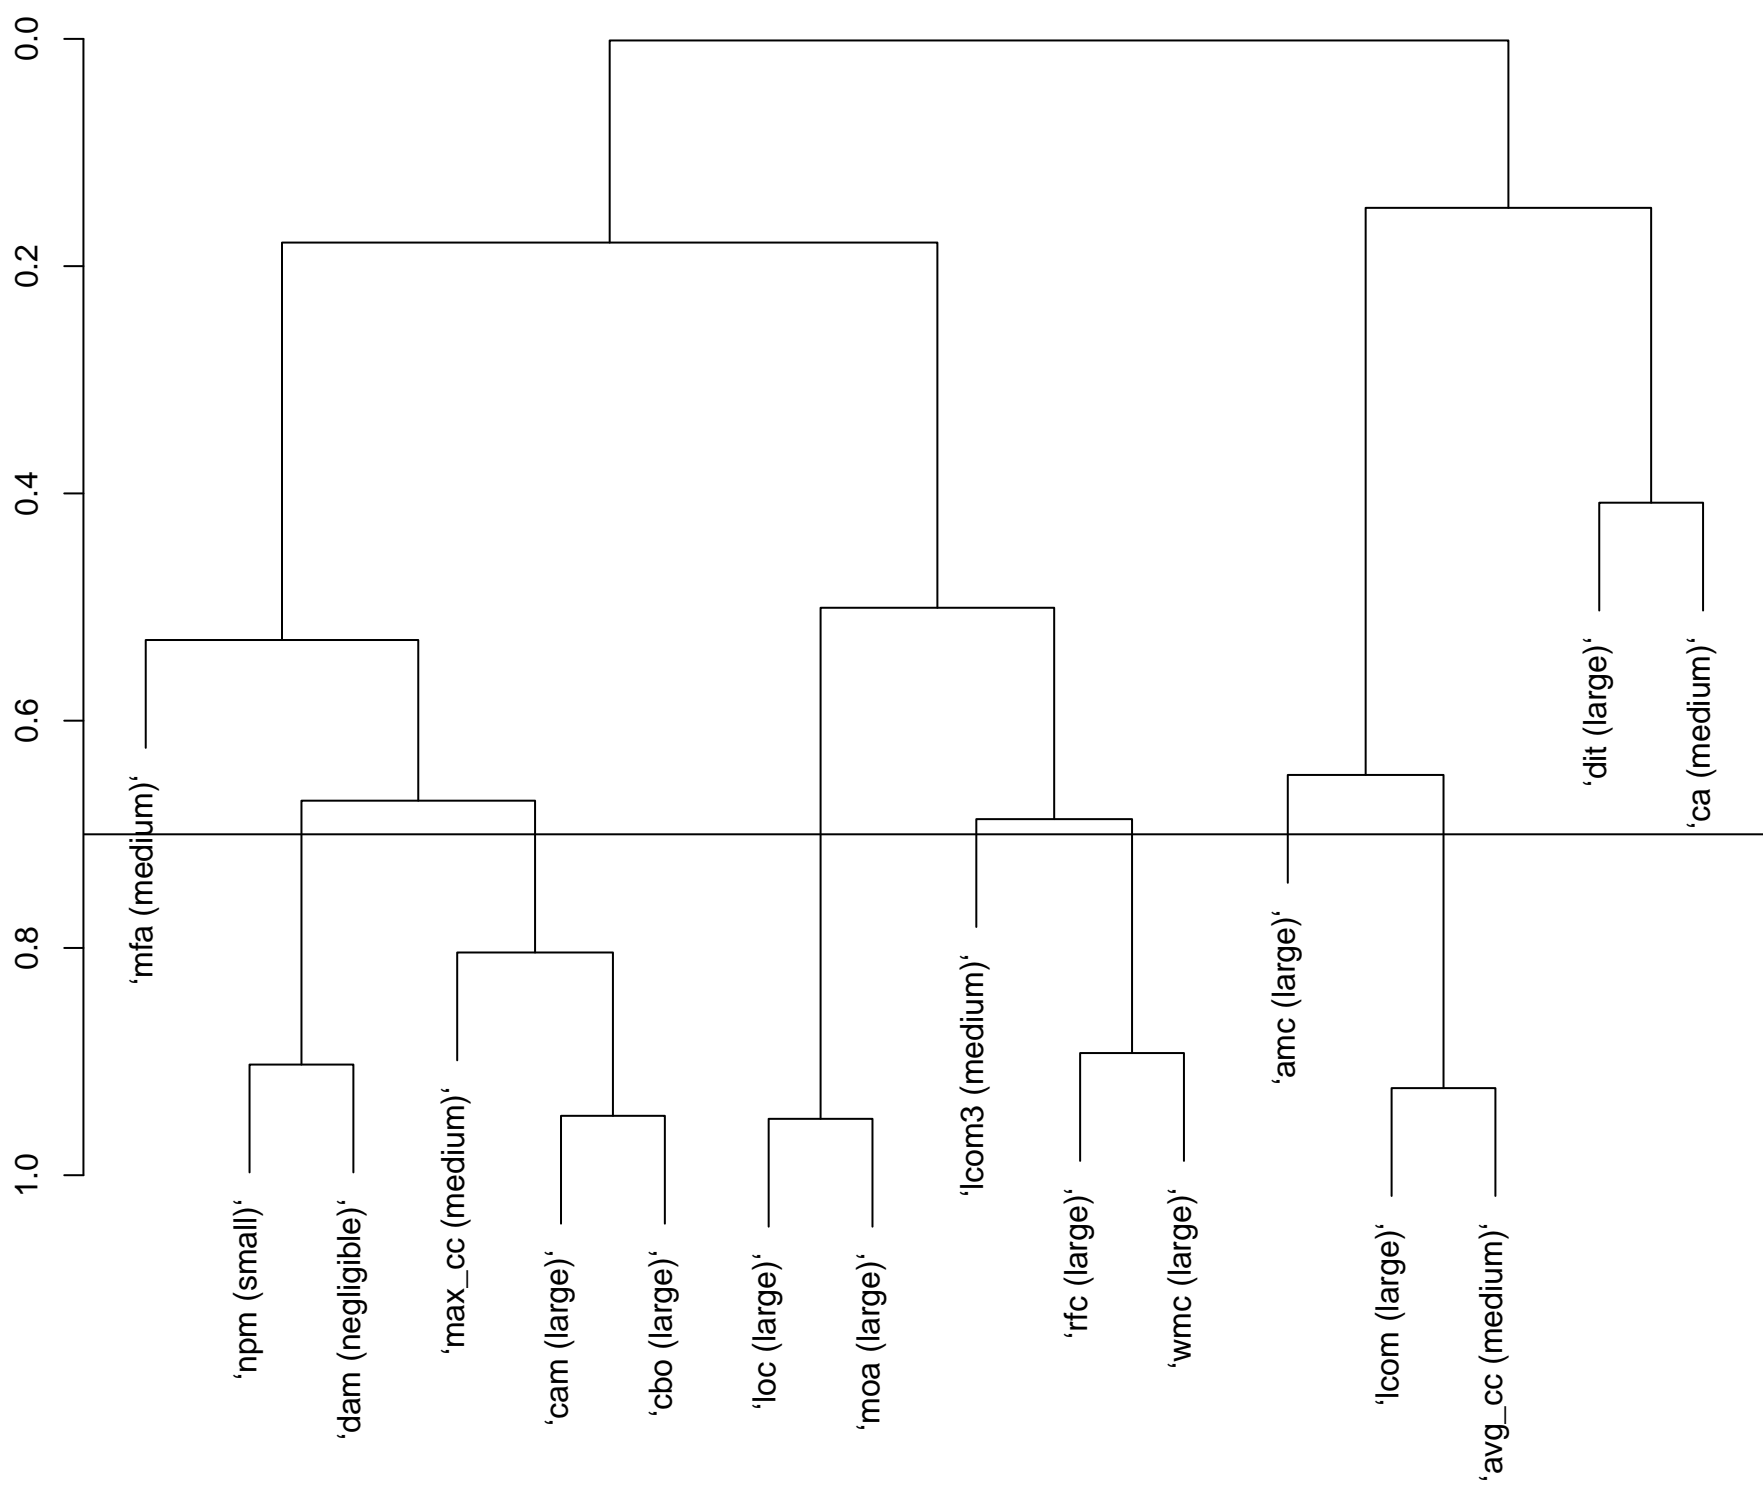 0.0
0.2
0.4
0.6
0.8
1.0
‘mfa (medium)‘
‘npm (small)‘
‘dam (negligible)‘
‘max_cc (medium)‘
‘cam (large)‘
‘cbo (large)‘
‘loc (large)‘
‘moa (large)‘
‘lcom3 (medium)‘
‘rfc (large)‘
‘wmc (large)‘
‘amc (large)‘
‘lcom (large)‘
‘avg_cc (medium)‘
‘dit (large)‘
‘ca (medium)‘